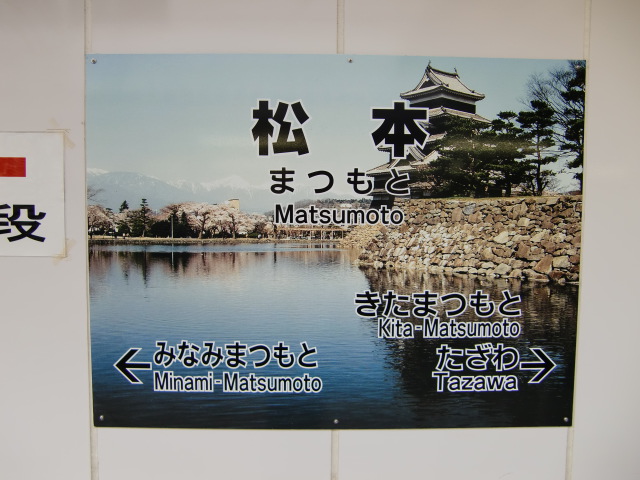 松本
まつもと
Matsumoto
きたまつもと
Kita-Matsumoto
みなみまつもと
Minami-Matsumoto
たざわ
Tazawa
段